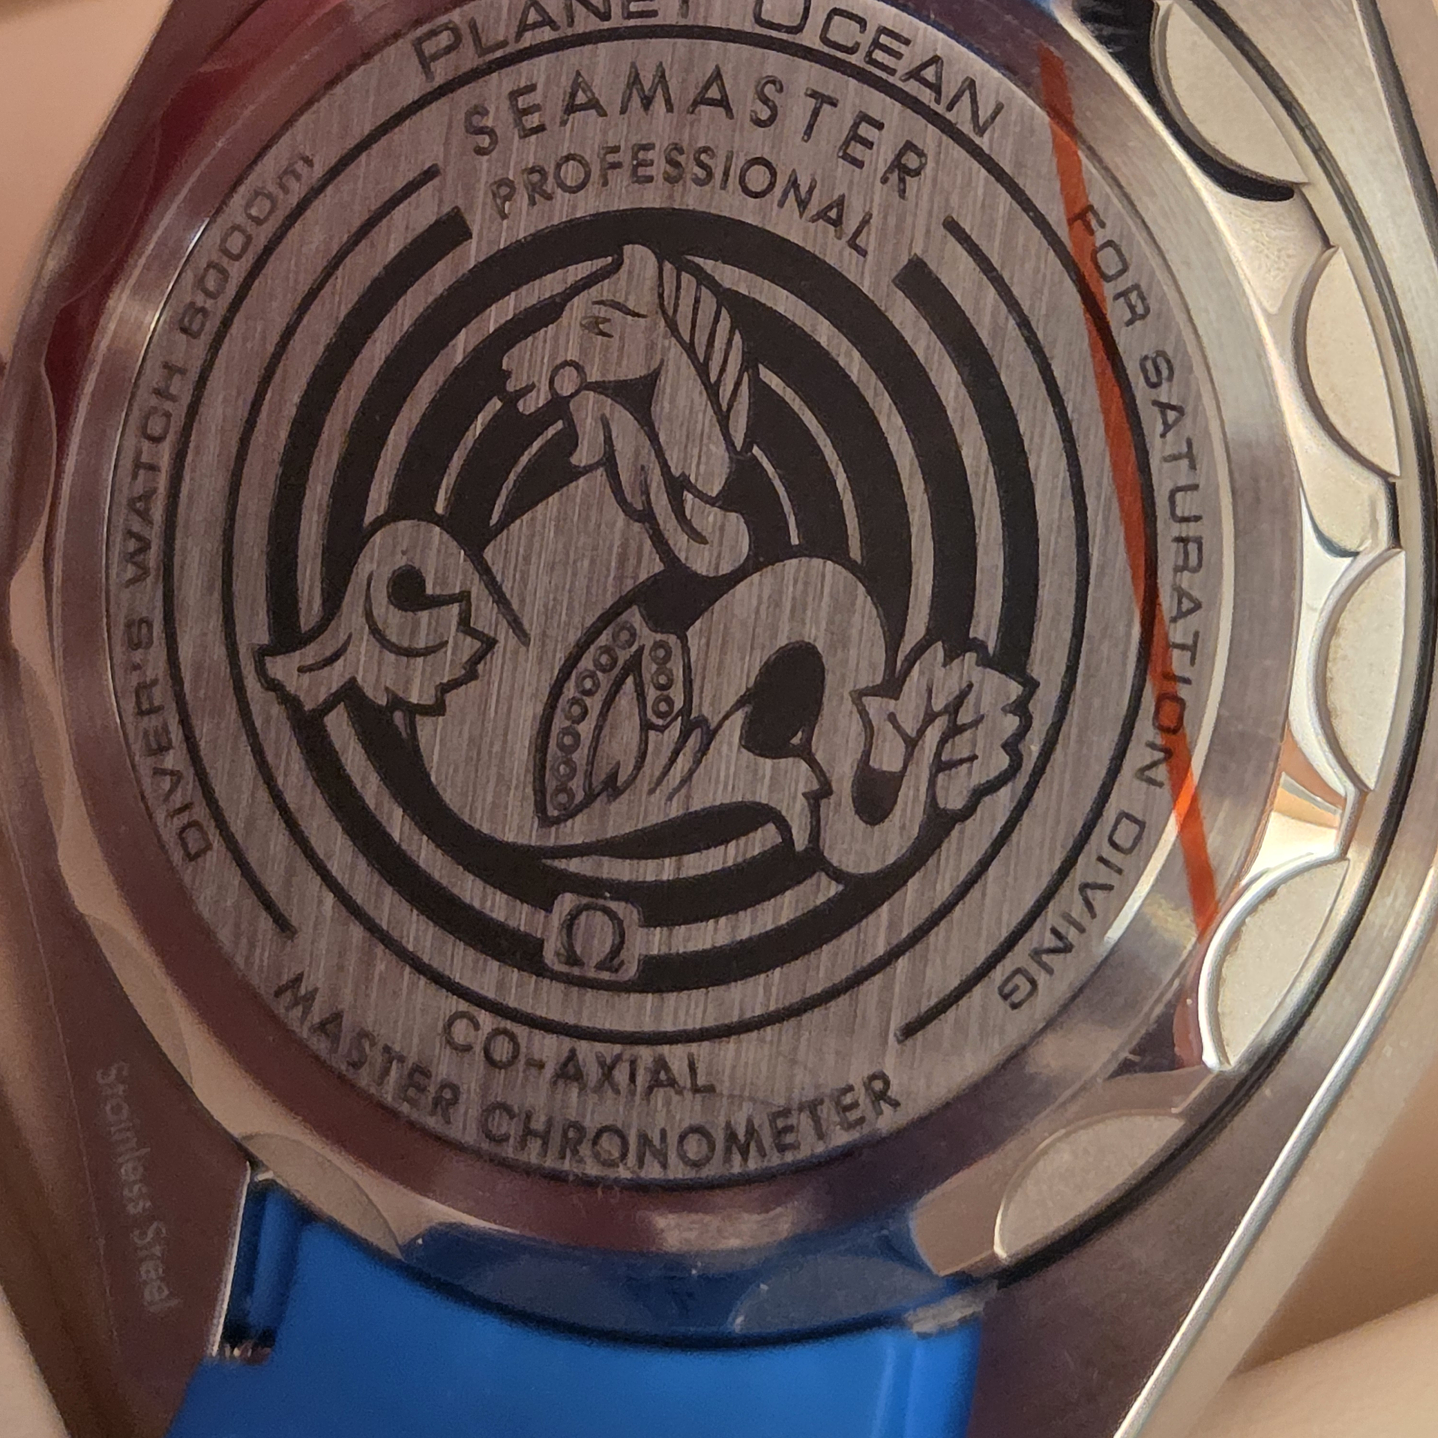 PLANET OCEAN
SEAMASTER
PROFESSIONAL
DIVER'S WATCH 6000m
FOR SATURATION DIVING
Ω
CO-AXIAL
MASTER CHRONOMETER
Stainless Steel